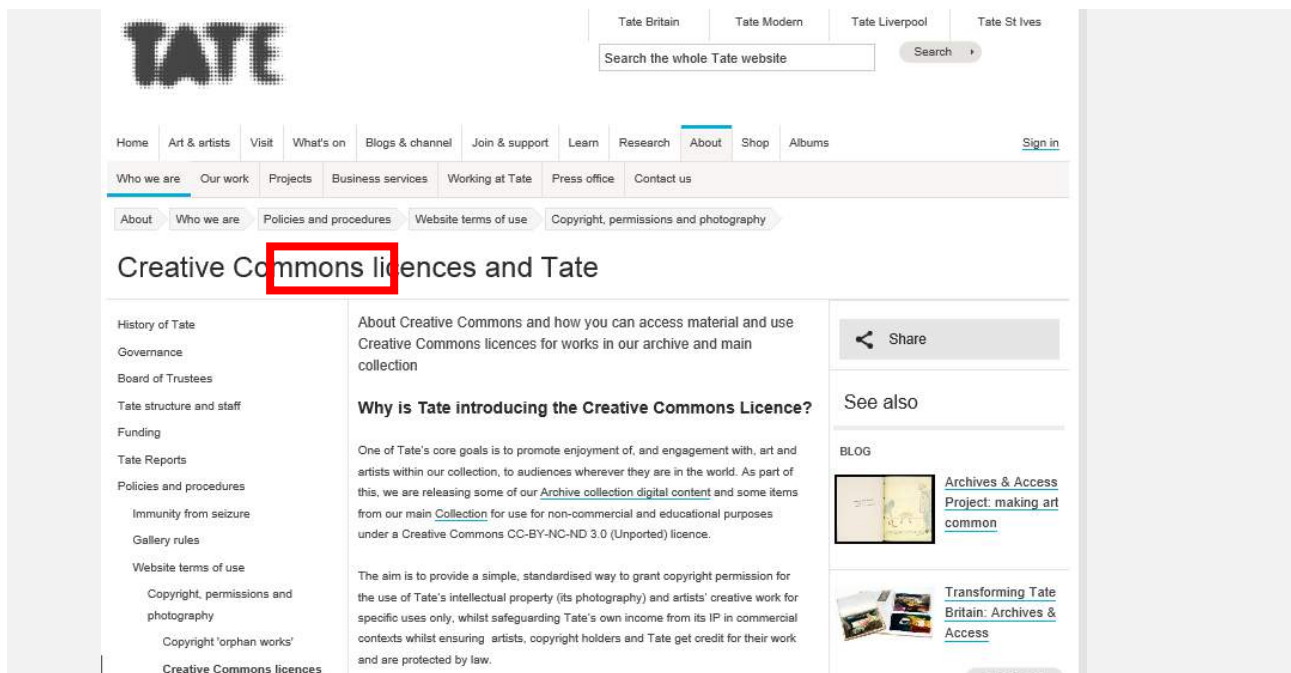 TATE
Tate Britain Tate Modern Tate Liverpool Tate St Ives
Search the whole Tate website Search
Home Art & artists Visit What's on Blogs & channel Join & support Learn Research About Shop Albums Sign in
Who we are Our work Projects Business services Working at Tate Press office Contact us
About Who we are Policies and procedures Website terms of use Copyright, permissions and photography
Creative Commons licences and Tate
History of Tate
Governance
Board of Trustees
Tate structure and staff
Funding
Tate Reports
Policies and procedures
Immunity from seizure
Gallery rules
Website terms of use
Copyright, permissions and
photography
Copyright 'orphan works'
Creative Commons licences
About Creative Commons and how you can access material and use
Creative Commons licences for works in our archive and main
collection
Why is Tate introducing the Creative Commons Licence?
One of Tate's core goals is to promote enjoyment of, and engagement with, art and
artists within our collection, to audiences wherever they are in the world. As part of
this, we are releasing some of our Archive collection digital content and some items
from our main Collection for use for non-commercial and educational purposes
under a Creative Commons CC-BY-NC-ND 3.0 (Unported) licence.
The aim is to provide a simple, standardised way to grant copyright permission for
the use of Tate's intellectual property (its photography) and artists' creative work for
specific uses only, whilst safeguarding Tate's own income from its IP in commercial
contexts whilst ensuring artists, copyright holders and Tate get credit for their work
and are protected by law.
Share
See also
BLOG
Archives & Access
Project: making art
common
Transforming Tate
Britain: Archives &
Access